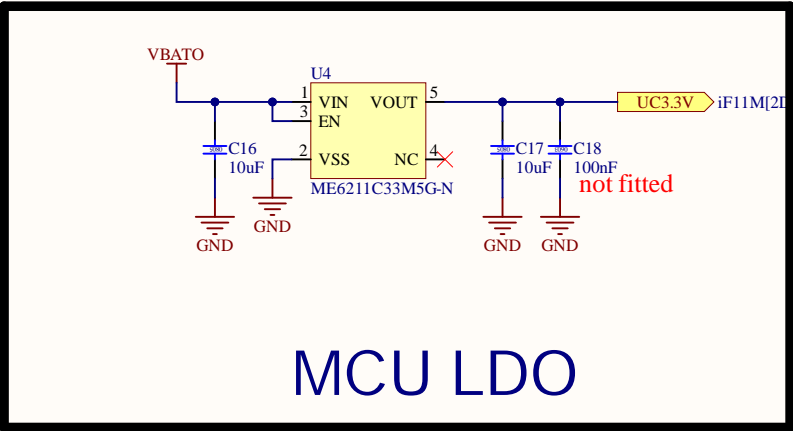 VBATO
U4
1 VIN VOUT 5
3 EN
2 VSS NC 4
ME6211C33M5G-N
C16
10uF
C17
10uF
C18
100nF
not fitted
UC3.3V
iF11M[2D
GND
GND
GND
GND
MCU LDO